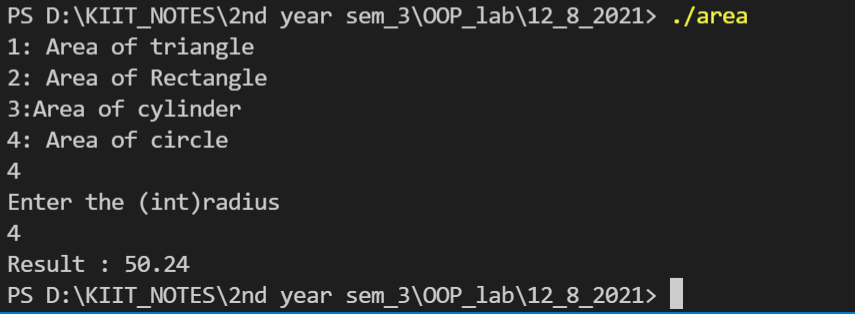 PS D:\KIIT_NOTES\2nd year sem_3\OOP_lab\12_8_2021> ./area
1: Area of triangle
2: Area of Rectangle
3:Area of cylinder
4: Area of circle
4
Enter the (int)radius
4
Result : 50.24
PS D:\KIIT_NOTES\2nd year sem_3\OOP_lab\12_8_2021>